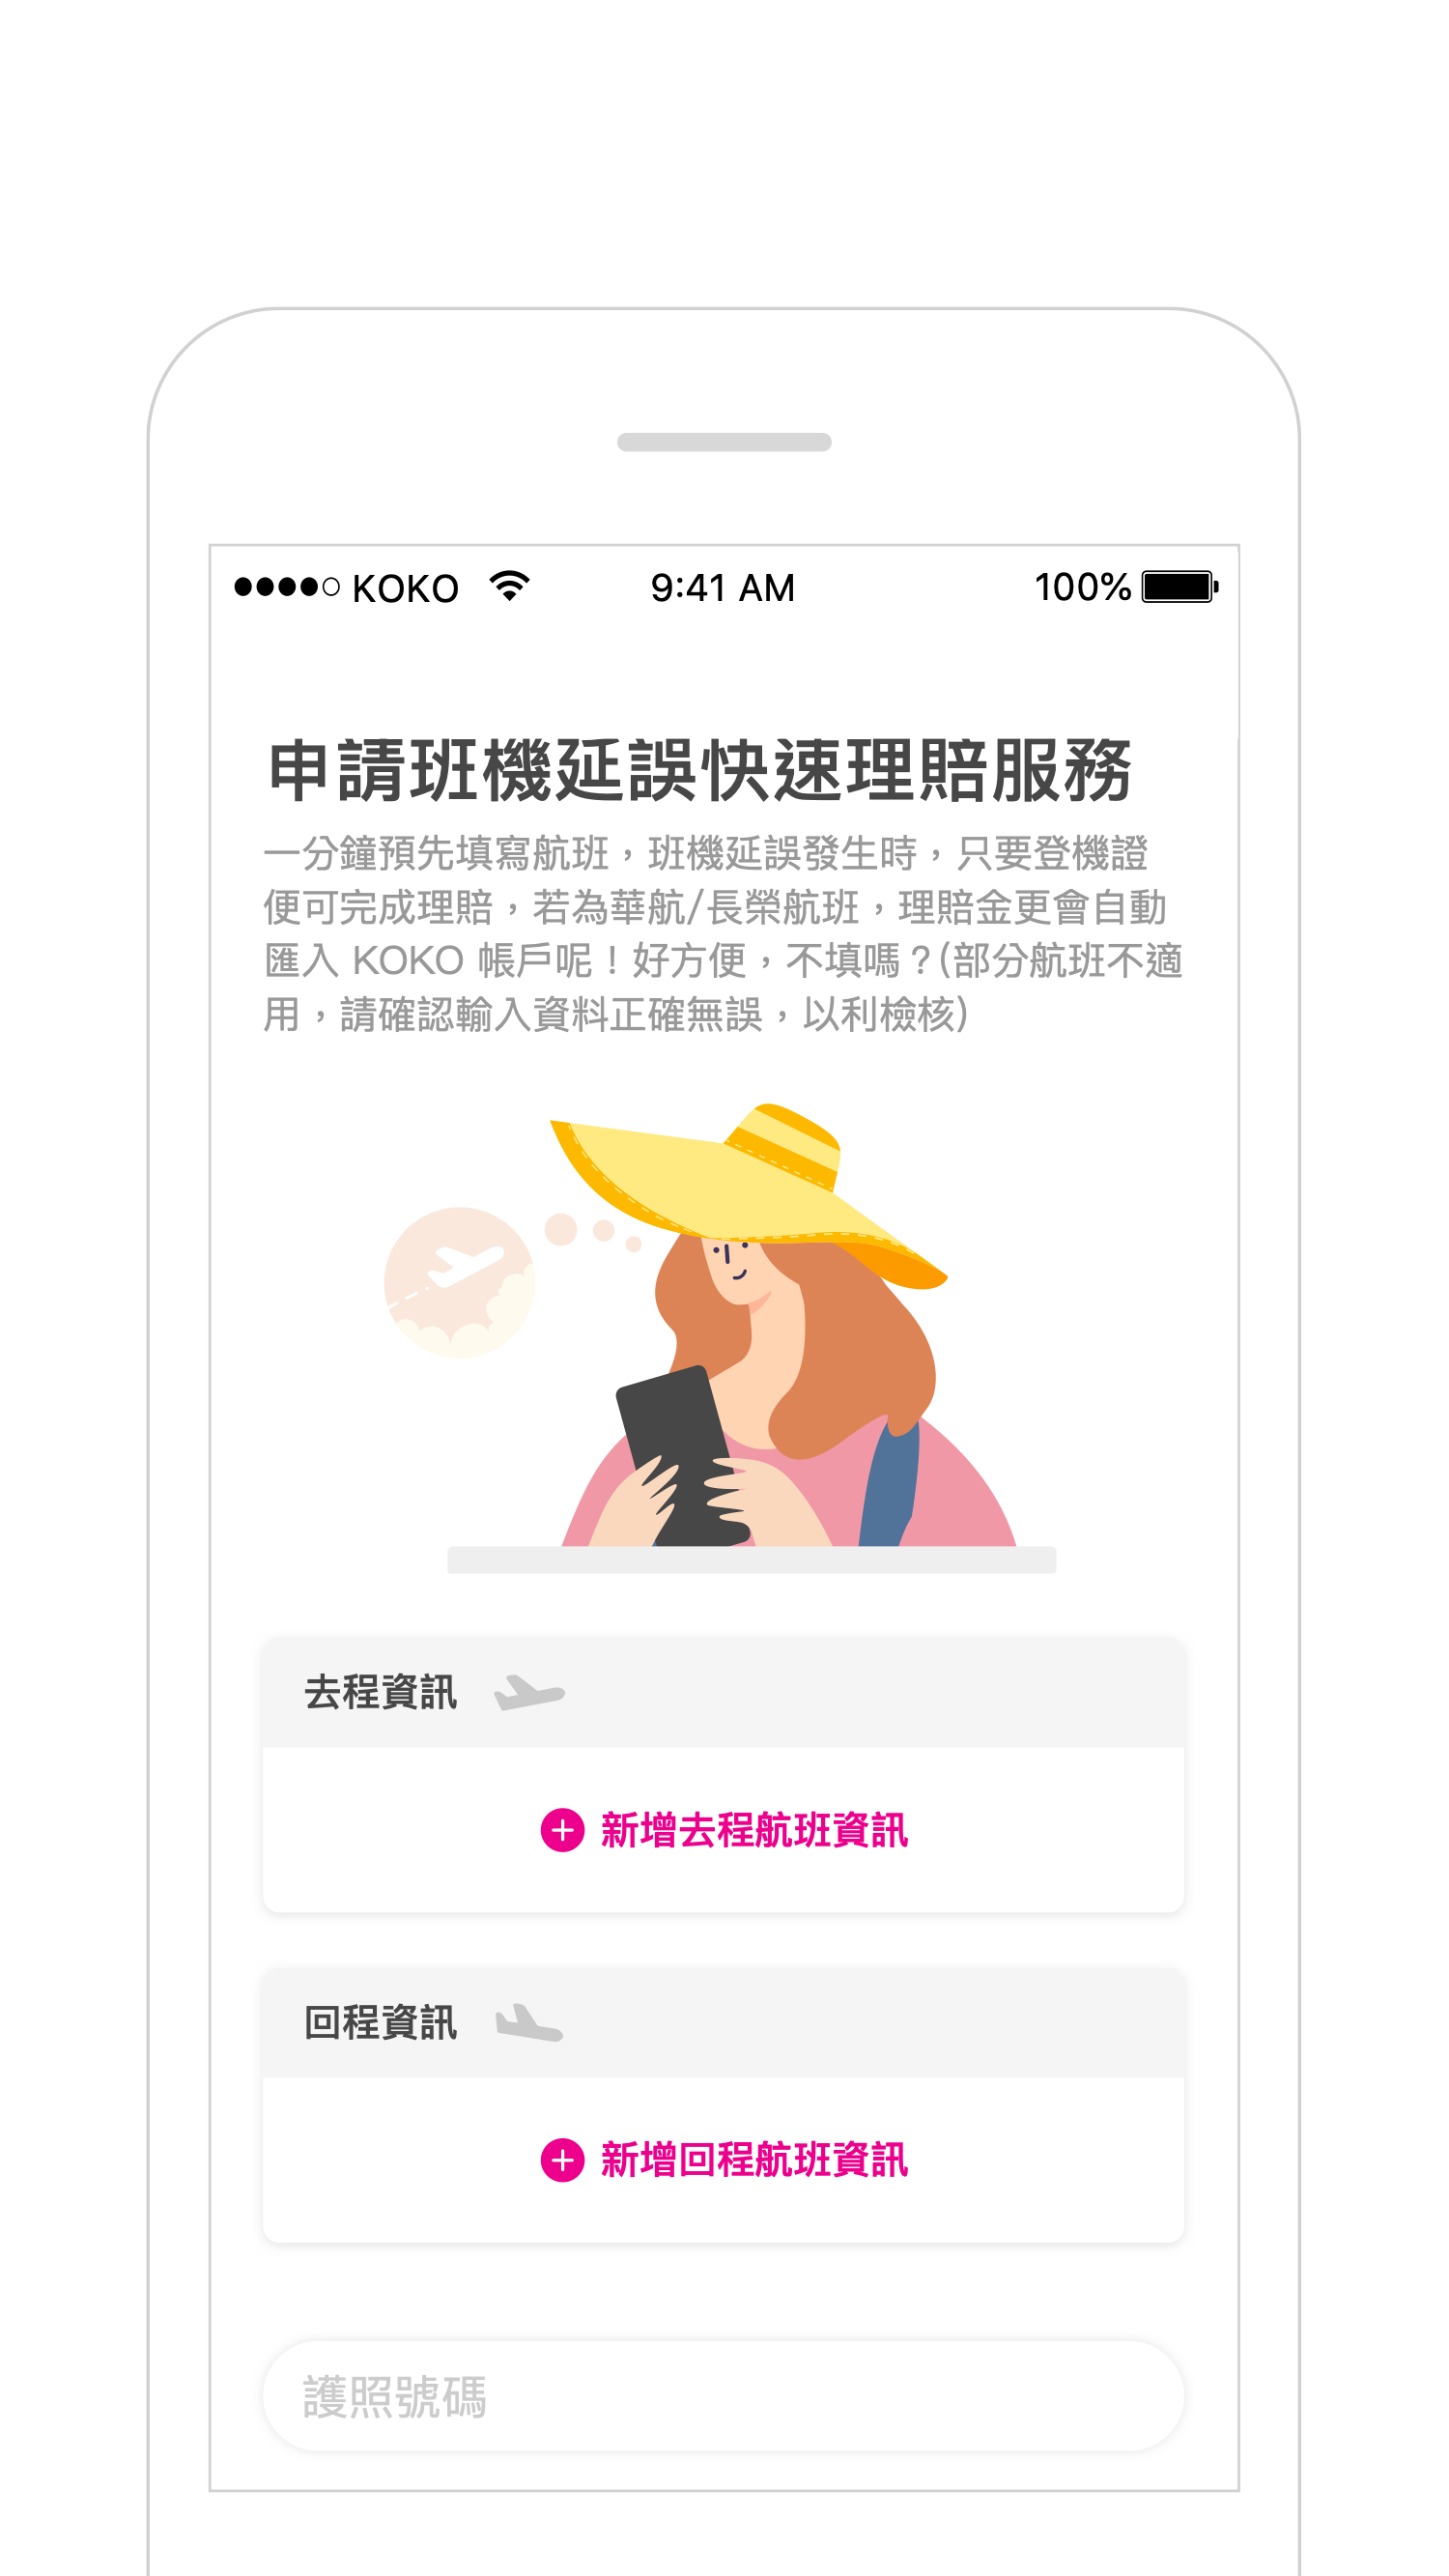 KOKO 9:41 AM 100%
申請班機延誤快速理賠服務
一分鐘預先填寫航班，班機延誤發生時，只要登機證
便可完成理賠，若為華航/長榮航班，理賠金更會自動
匯入 KOKO 帳戶呢！好方便，不填嗎？(部分航班不適
用，請確認輸入資料正確無誤，以利檢核)
去程資訊
新增去程航班資訊
回程資訊
新增回程航班資訊
護照號碼